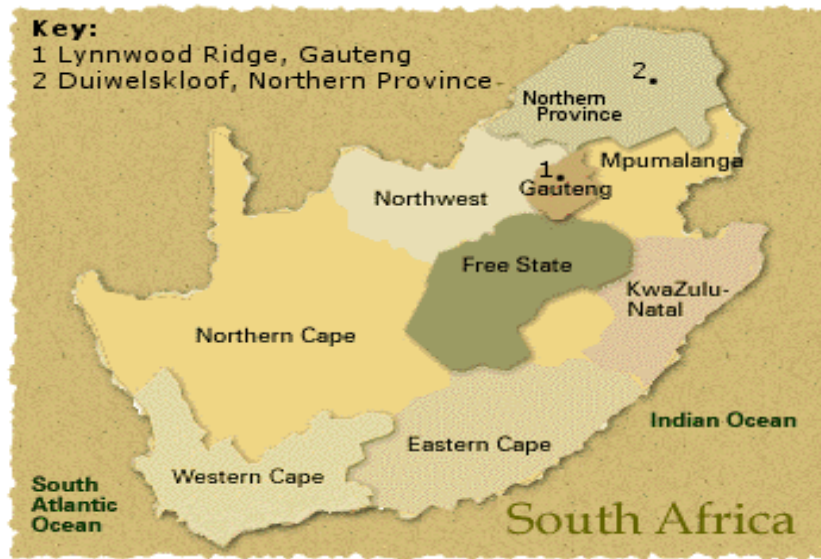 Key:
1 Lynnwood Ridge, Gauteng
2 Duiwelskloof, Northern Province
2
Northern
Province
Mpumalanga
1
Gauteng
Northwest
Free State
KwaZulu-
Natal
Northern Cape
Indian Ocean
Eastern Cape
Western Cape
South
Atlantic
Ocean
South Africa